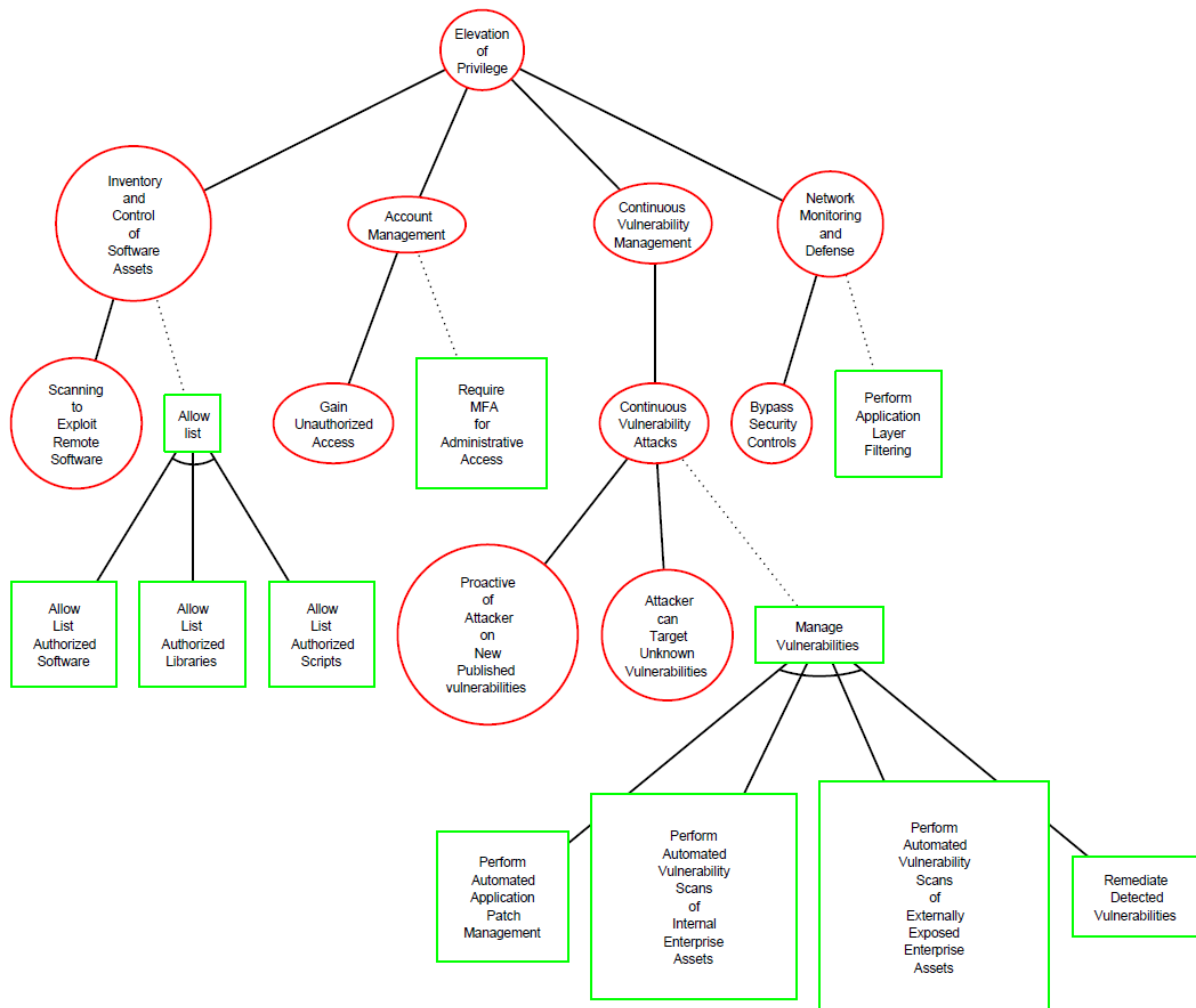 Elevation
of
Privilege
Inventory
and
Control
of
Software
Assets
Account
Management
Continuous
Vulnerability
Management
Network
Monitoring
and
Defense
Scanning
to
Exploit
Remote
Software
Allow
list
Gain
Unauthorized
Access
Require
MFA
for
Administrative
Access
Continuous
Vulnerability
Attacks
Bypass
Security
Controls
Perform
Application
Layer
Filtering
Allow
List
Authorized
Software
Allow
List
Authorized
Libraries
Allow
List
Authorized
Scripts
Proactive
of
Attacker
on
New
Published
vulnerabilities
Attacker
can
Target
Unknown
Vulnerabilities
Manage
Vulnerabilities
Perform
Automated
Application
Patch
Management
Perform
Automated
Vulnerability
Scans
of
Internal
Enterprise
Assets
Perform
Automated
Vulnerability
Scans
of
Externally
Exposed
Enterprise
Assets
Remediate
Detected
Vulnerabilities